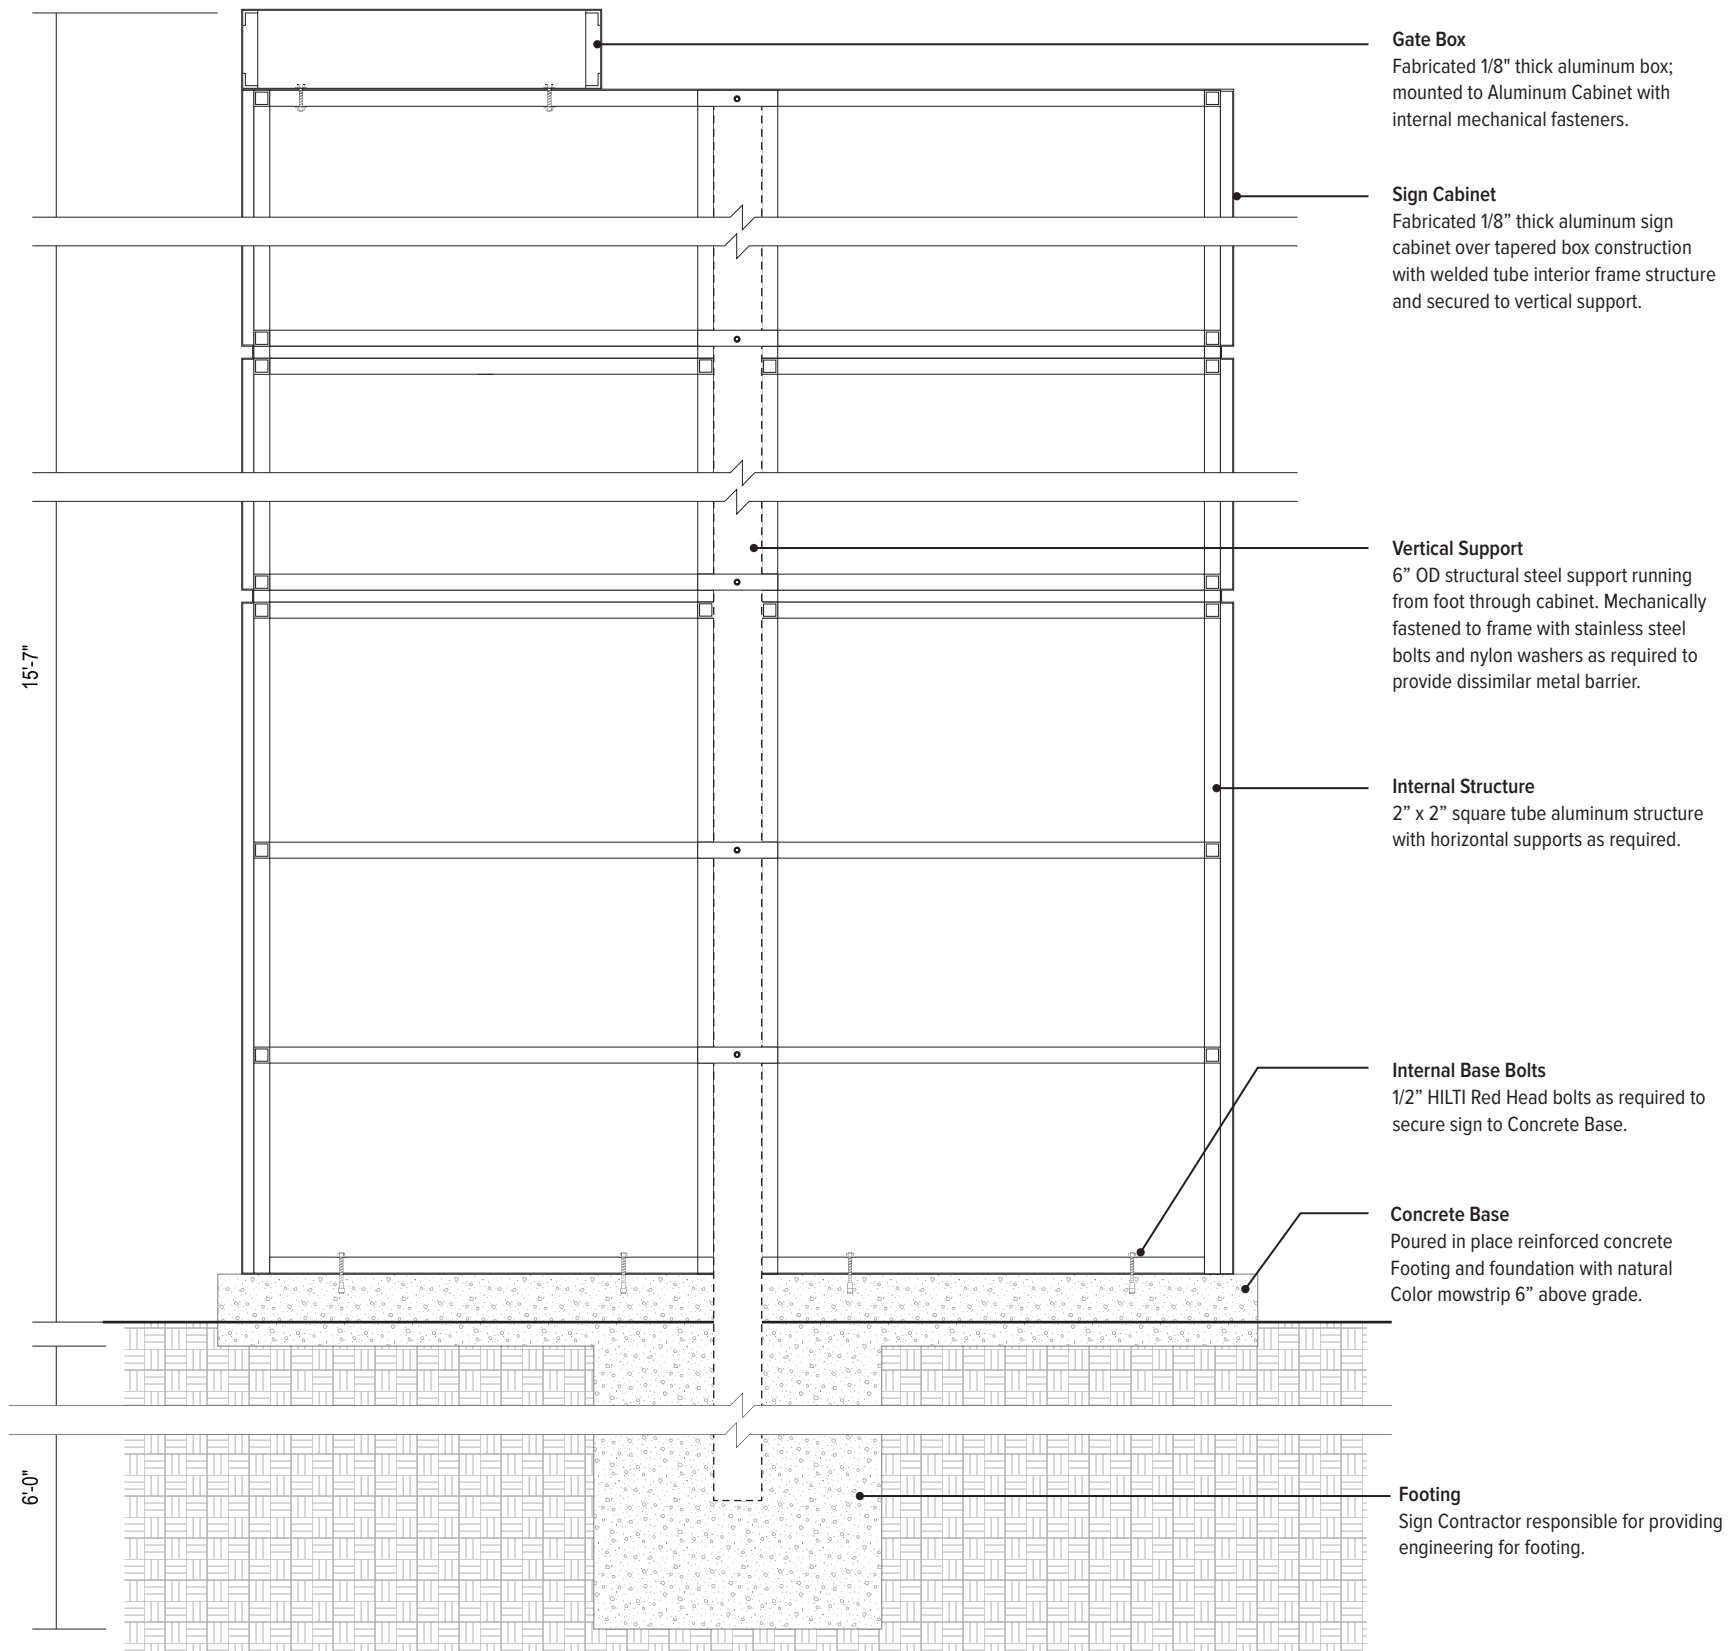 Gate Box
Fabricated 1/8" thick aluminum box;
mounted to Aluminum Cabinet with
internal mechanical fasteners.
Sign Cabinet
Fabricated 1/8” thick aluminum sign
cabinet over tapered box construction
with welded tube interior frame structure
and secured to vertical support.
Vertical Support
6” OD structural steel support running
from foot through cabinet. Mechanically
fastened to frame with stainless steel
bolts and nylon washers as required to
provide dissimilar metal barrier.
15'-7"
Internal Structure
2” x 2” square tube aluminum structure
with horizontal supports as required.
Internal Base Bolts
1/2” HILTI Red Head bolts as required to
secure sign to Concrete Base.
Concrete Base
Poured in place reinforced concrete
Footing and foundation with natural
Color mowstrip 6” above grade.
6'-0"
Footing
Sign Contractor responsible for providing
engineering for footing.